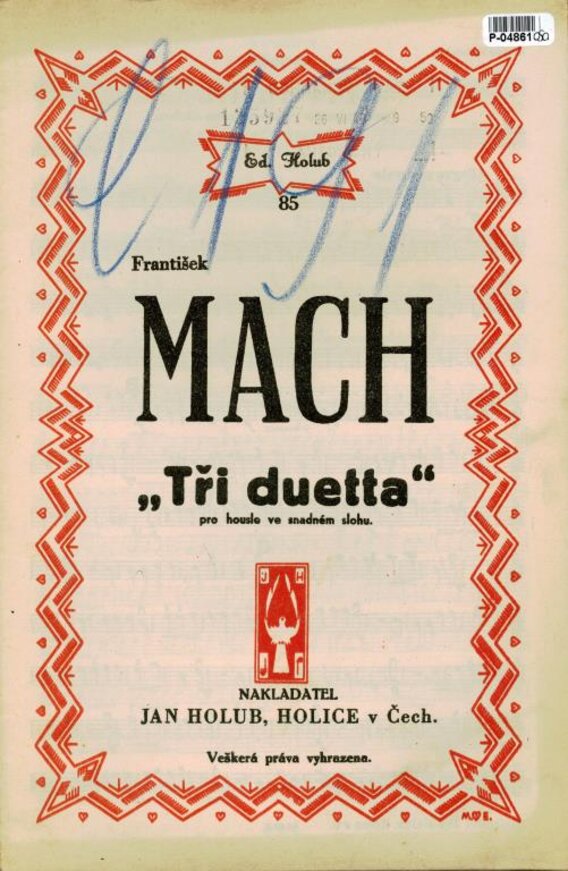 P-04861
Ed. Holub
85
František
MACH
„Tři duetta“
pro housle ve snadném slohu.
J H
NAKLADATEL
JAN HOLUB, HOLICE v Čech.
Veškerá práva vyhrazena.